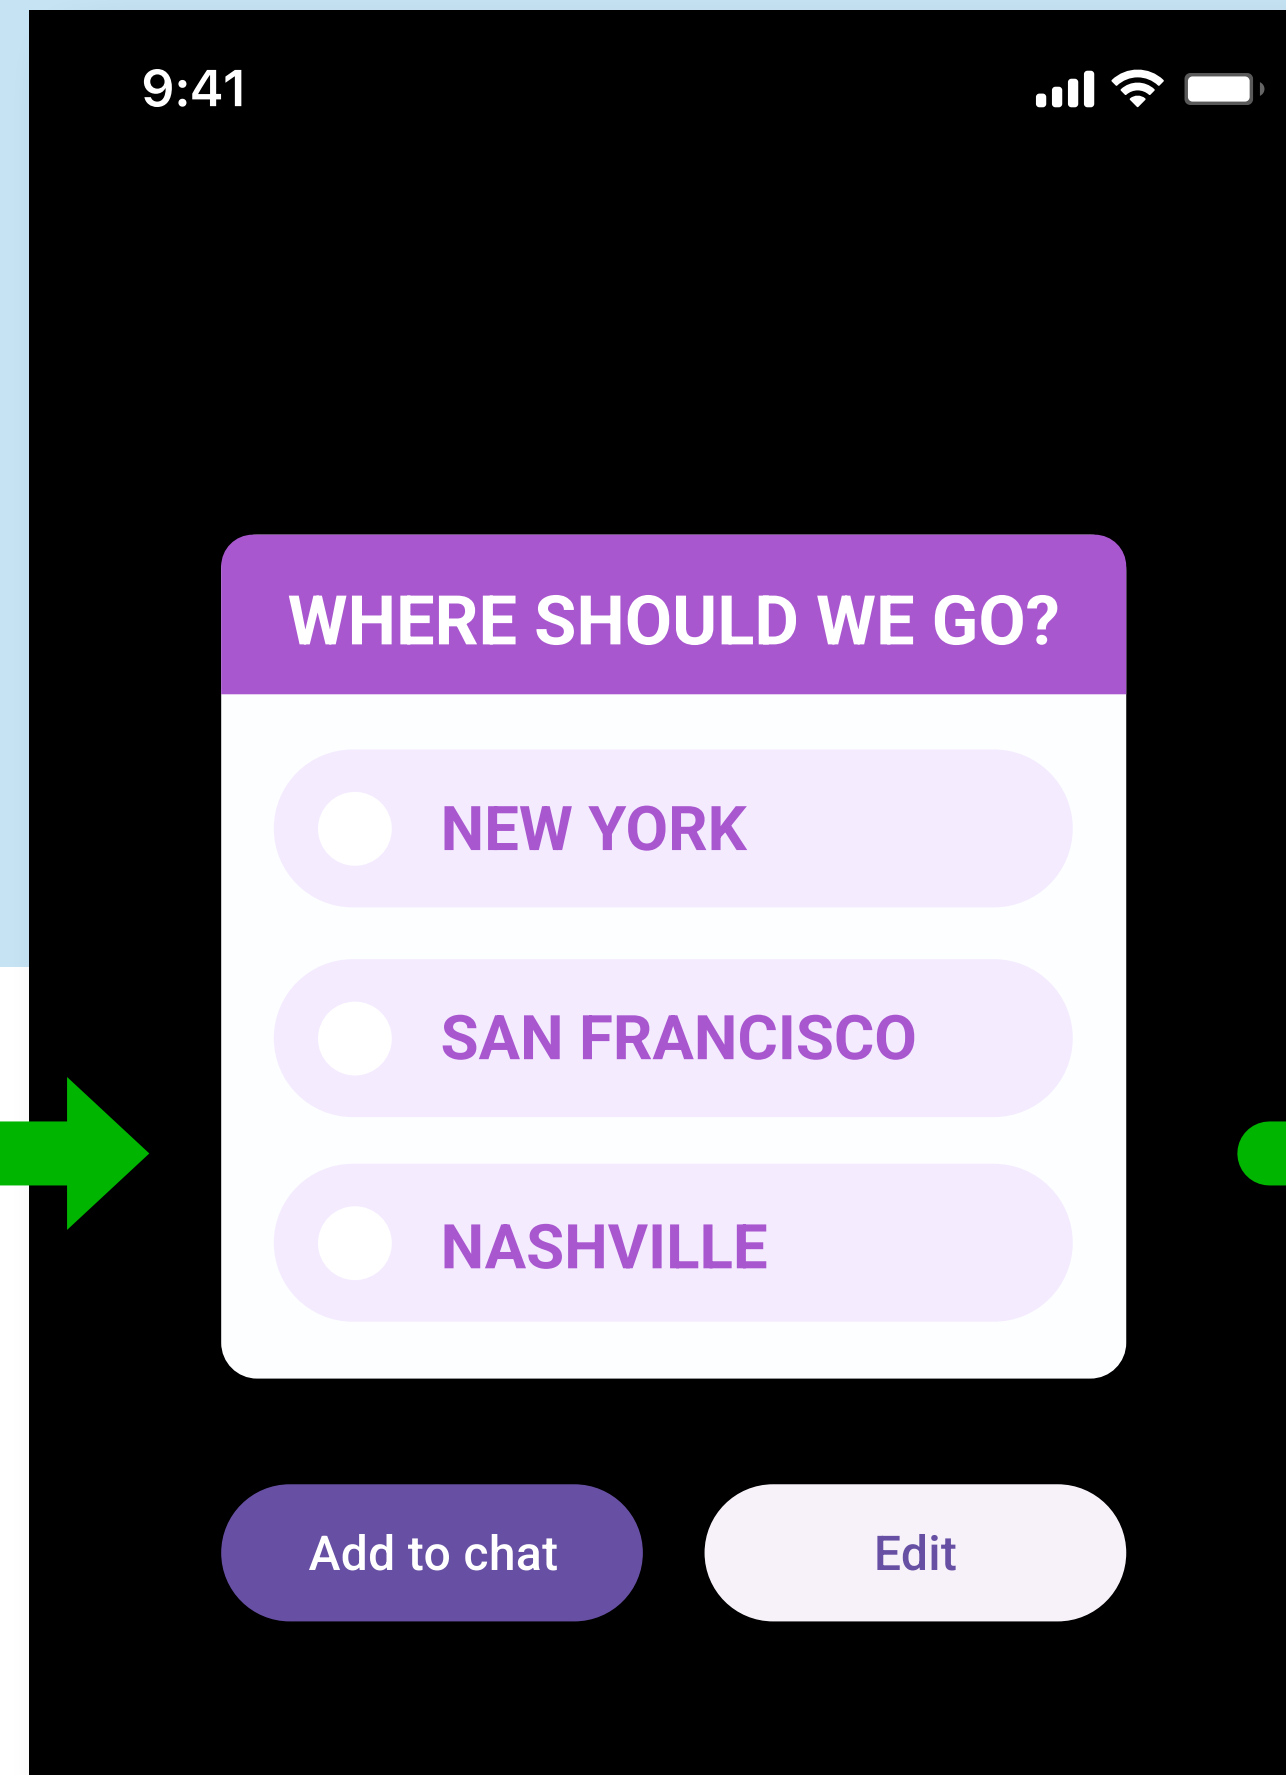 9:41
WHERE SHOULD WE GO?
NEW YORK
SAN FRANCISCO
NASHVILLE
Add to chat
Edit